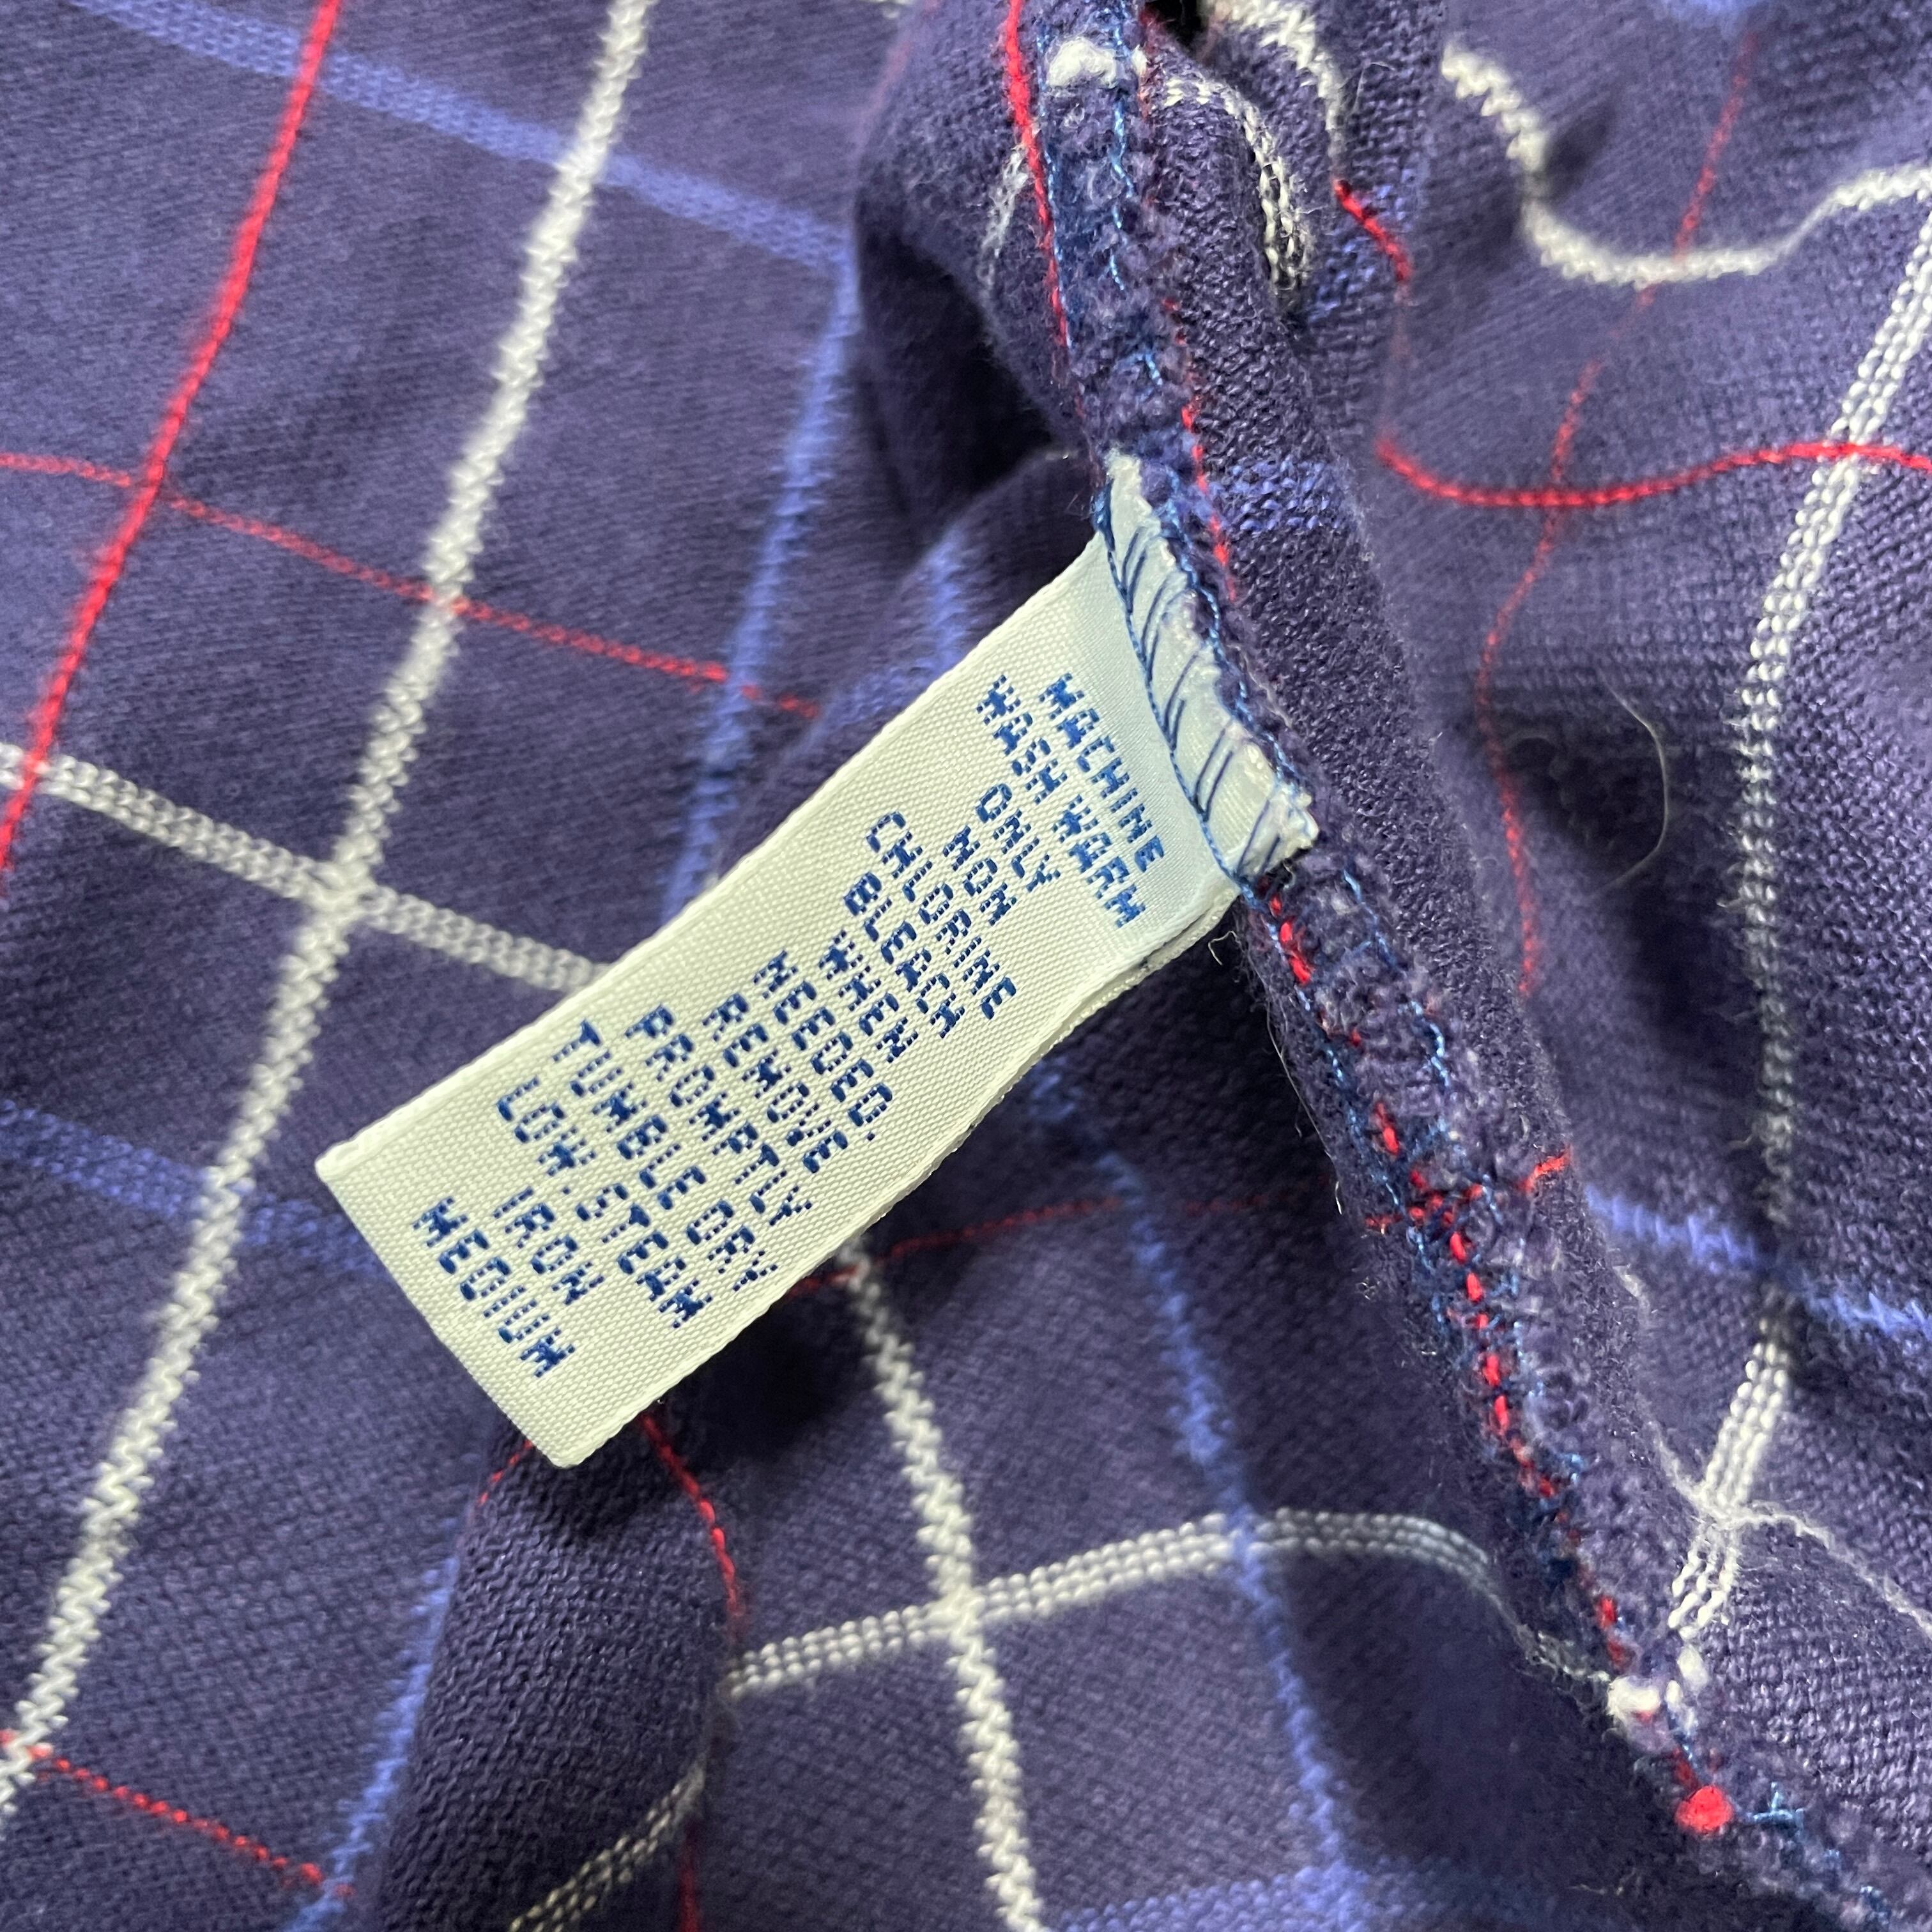 MACHINE
WASH WARM
ONLY
NON
CHLORINE
BLEACH
WHEN
NEEDED.
REMOVE
PROMPTLY
TUMBLE DRY
LOW. STEAM
IRON
MEDIUM